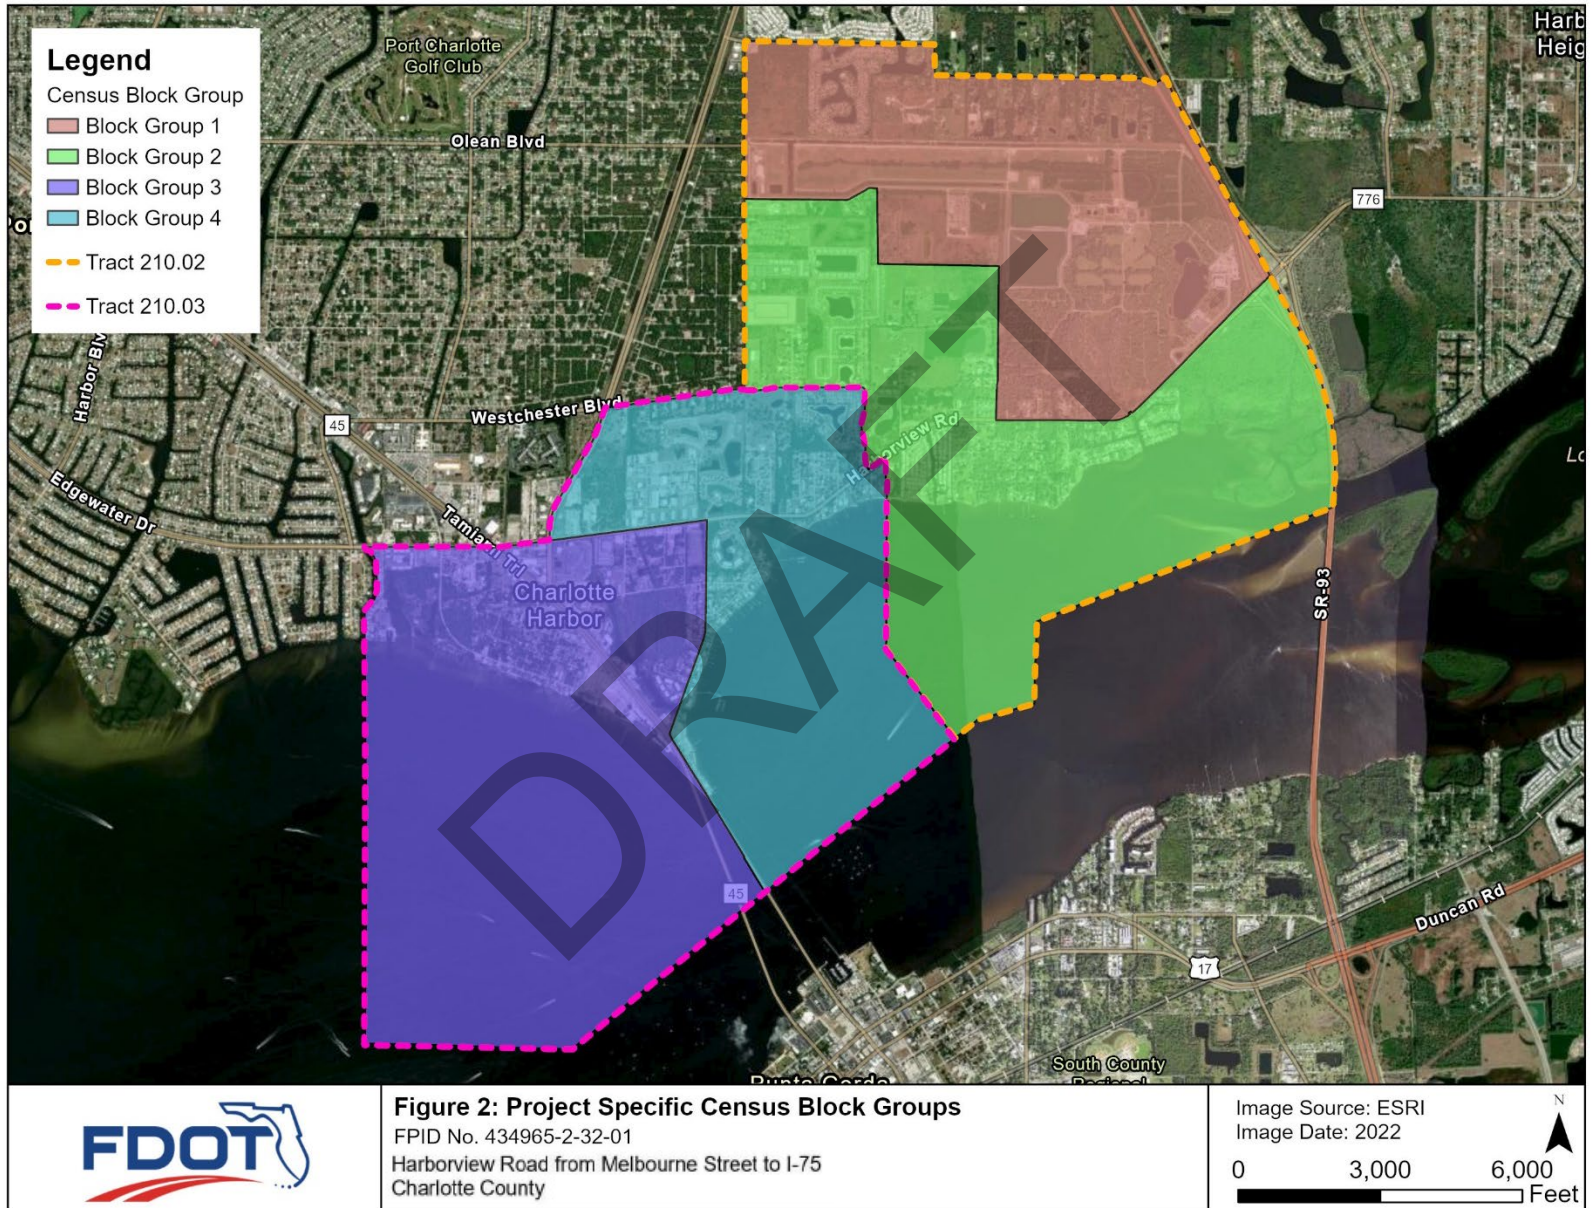 Legend
Census Block Group
Block Group 1
Block Group 2
Block Group 3
Block Group 4
Tract 210.02
Tract 210.03
Port Charlotte
Golf Club
Olean Blvd
776
Harbor
45
Westchester Blvd
Harborview Rd
Edgewater Dr
Tamiami Trl
Charlotte
Harbor
SR-93
45
Duncan Rd
17
South County
DRAFT
FDOT
Figure 2: Project Specific Census Block Groups
FPID No. 434965-2-32-01
Harborview Road from Melbourne Street to I-75
Charlotte County
Image Source: ESRI
Image Date: 2022
N
0 3,000 6,000
Feet